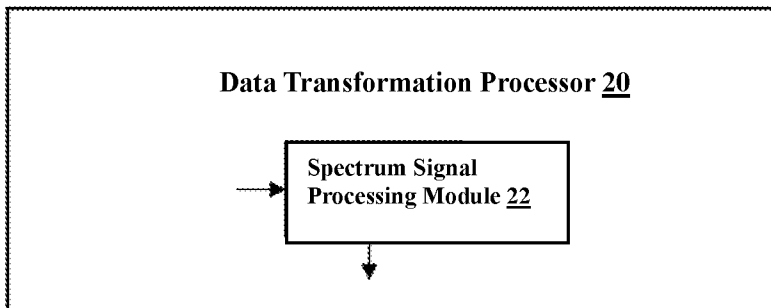 Data Transformation Processor 20
Spectrum Signal
Processing Module 22